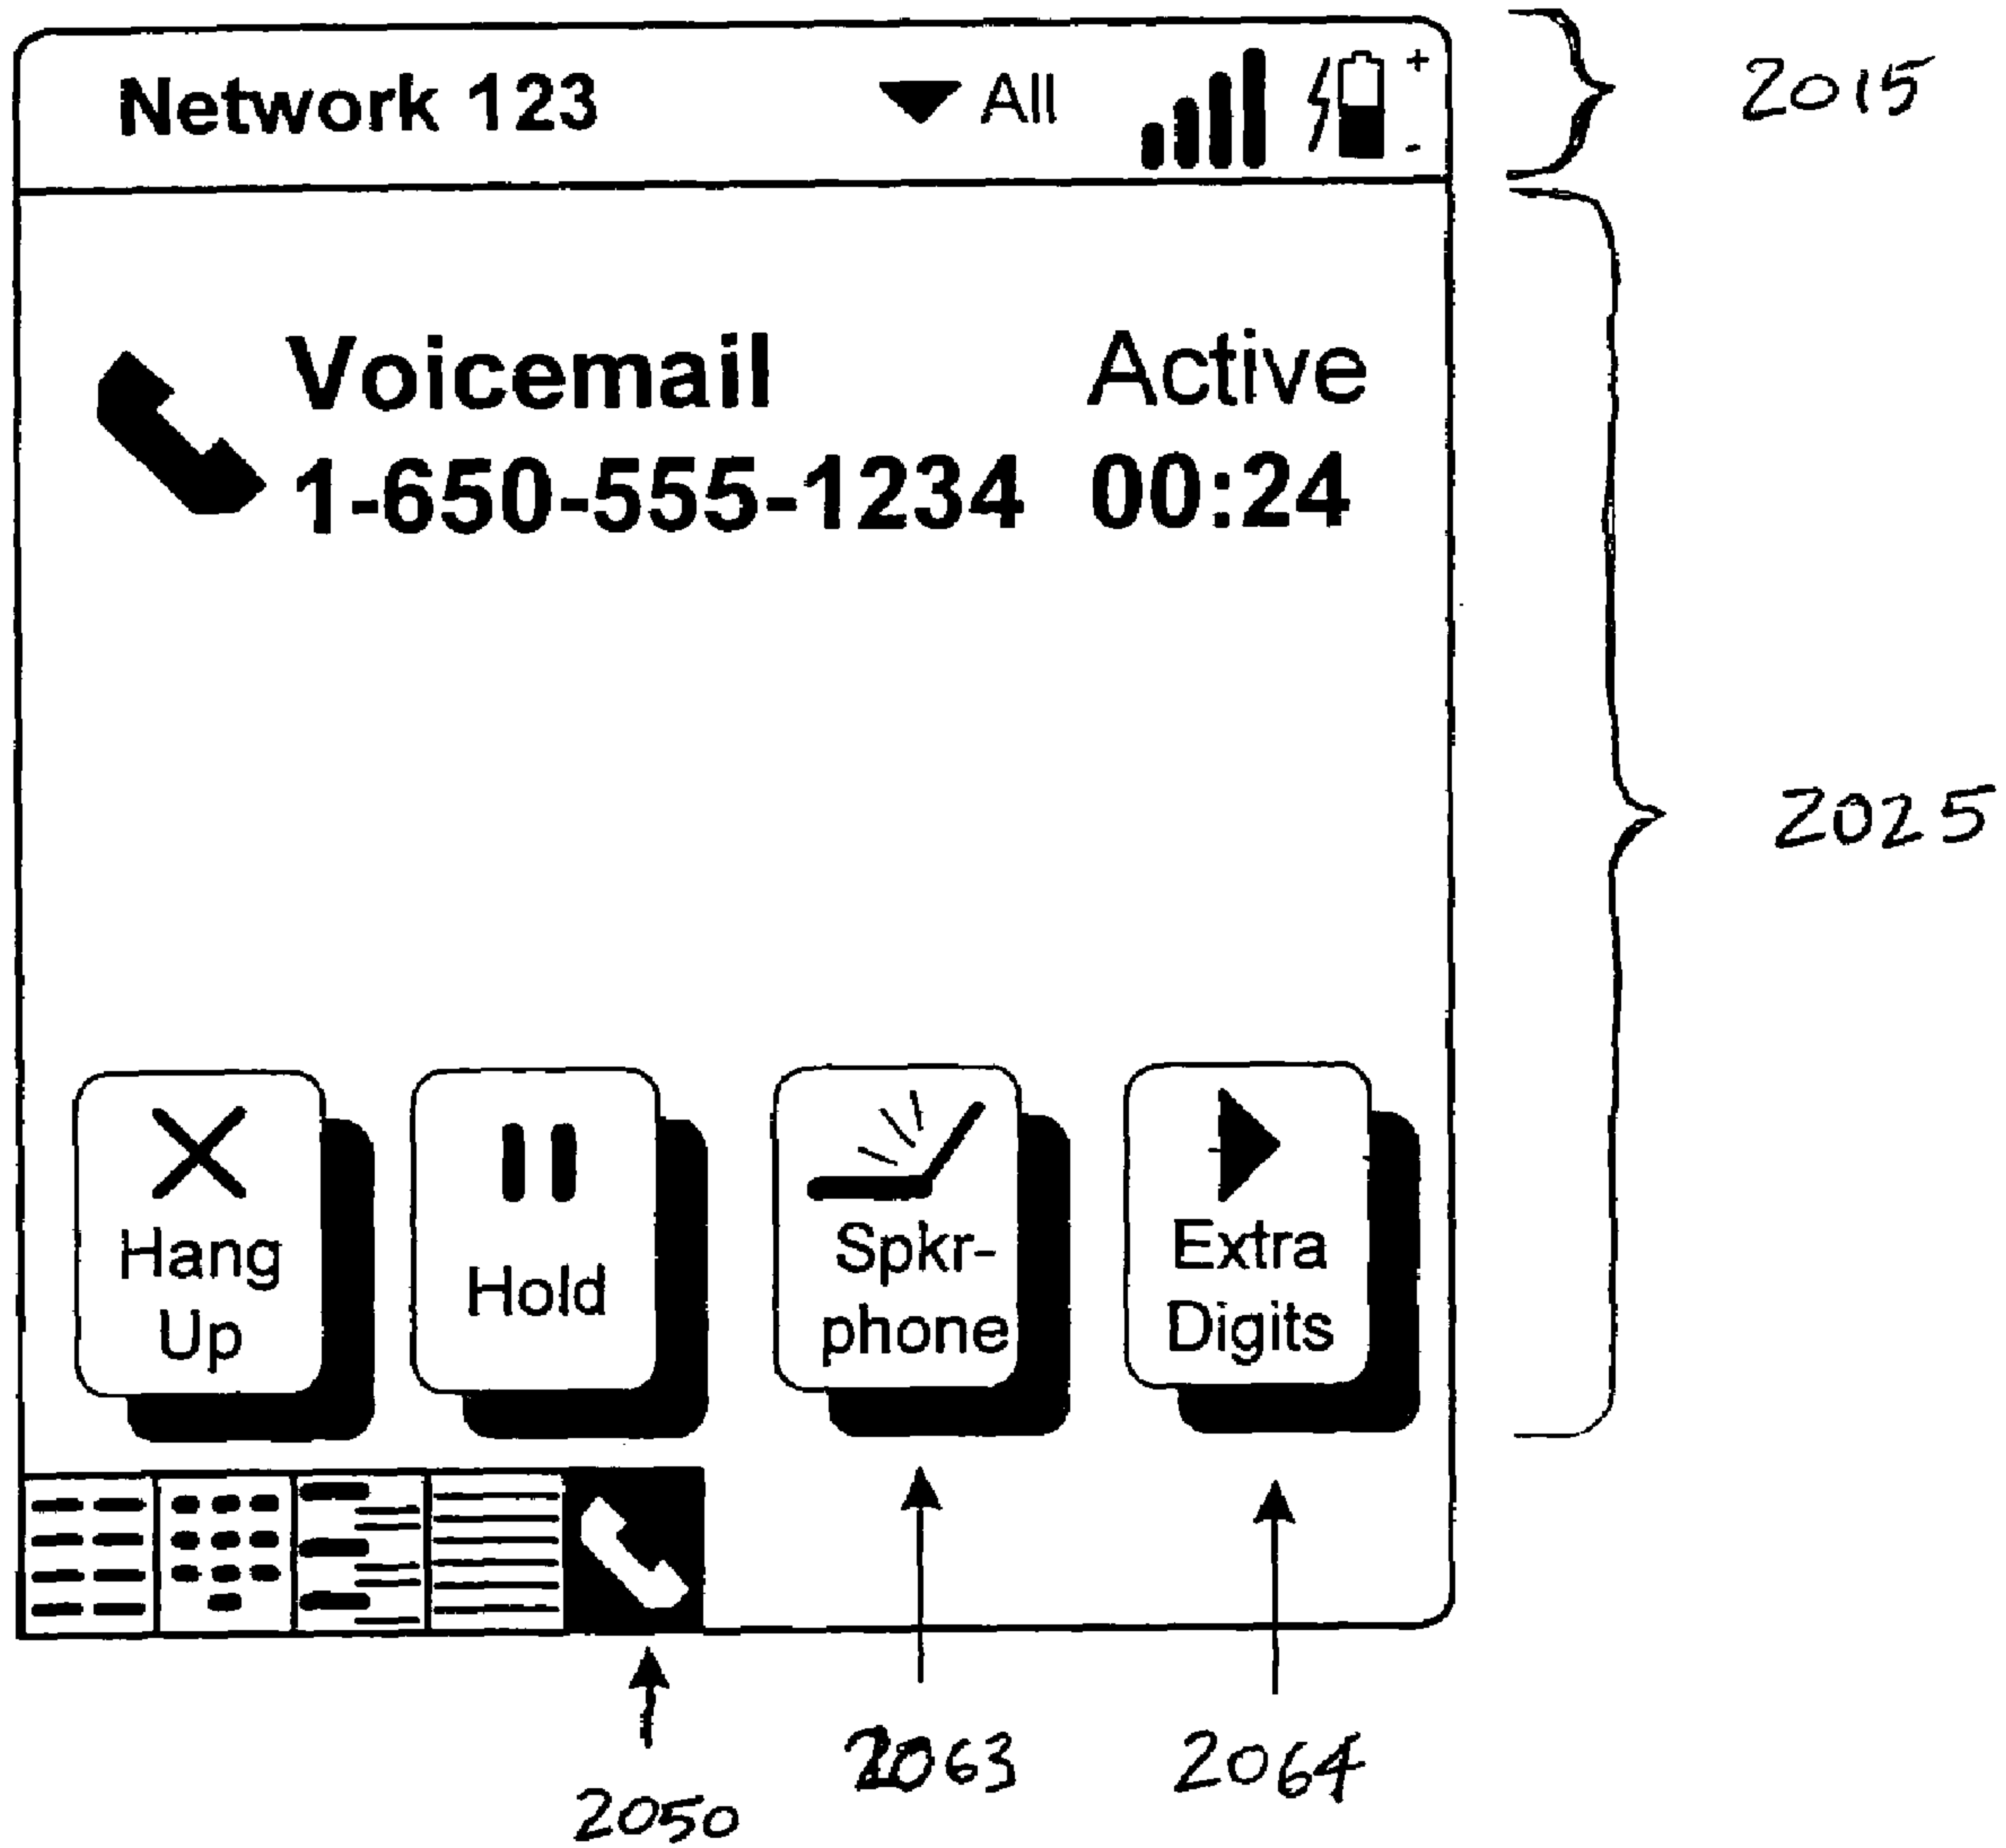 Network 123 All + -
2015
Voicemail Active
1-650-555-1234 00:24
2025
Hang
Up
Hold
Spkr-
phone
Extra
Digits
2050
2063
2064